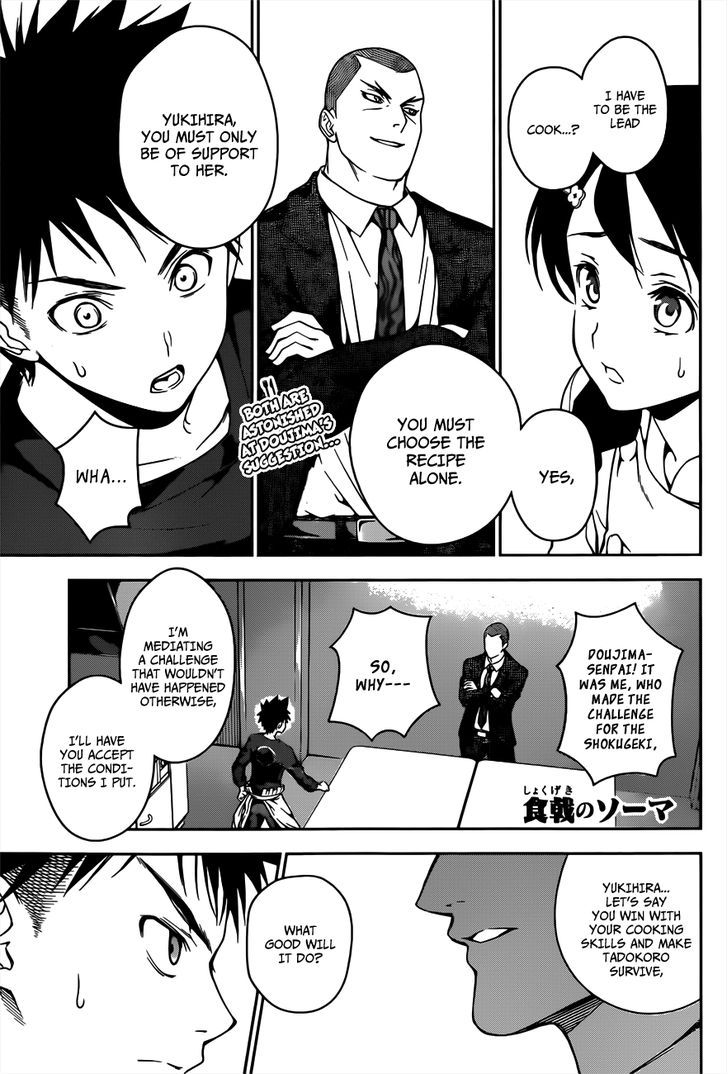 I HAVE
TO BE THE
LEAD
COOK...?
YES,
YOU MUST
CHOOSE THE
RECIPE
ALONE.
BOTH ARE
ASTONISHED
AT DOUJIMA'S
SUGGESTION...
!!
YUKIHIRA,
YOU MUST ONLY
BE OF SUPPORT
TO HER.
WHA...
DOUJIMA-
SENPAI! IT
WAS ME, WHO
MADE THE
CHALLENGE
FOR THE
SHOKUGEKI,
SO,
WHY---
I'M
MEDIATING
A CHALLENGE
THAT WOULDN'T
HAVE HAPPENED
OTHERWISE,
I'LL HAVE
YOU ACCEPT
THE CONDI-
TIONS I PUT.
しょくげき
食戟のソーマ
YUKIHIRA...
LET'S SAY
YOU WIN WITH
YOUR COOKING
SKILLS AND MAKE
TADOKORO
SURVIVE,
WHAT
GOOD WILL
IT DO?